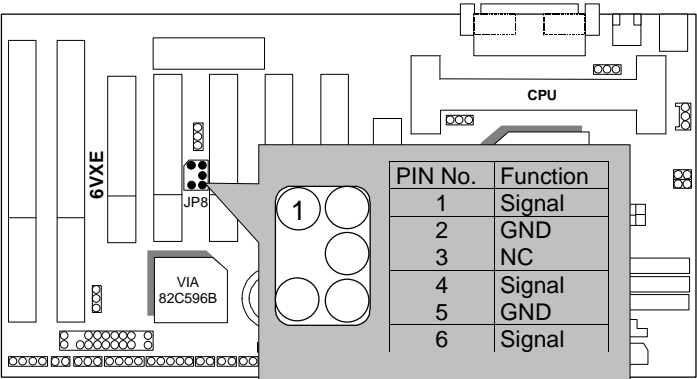 CPU
6VXE
JP8
VIA
82C596B
1
PIN No. Function
1 Signal
2 GND
3 NC
4 Signal
5 GND
6 Signal